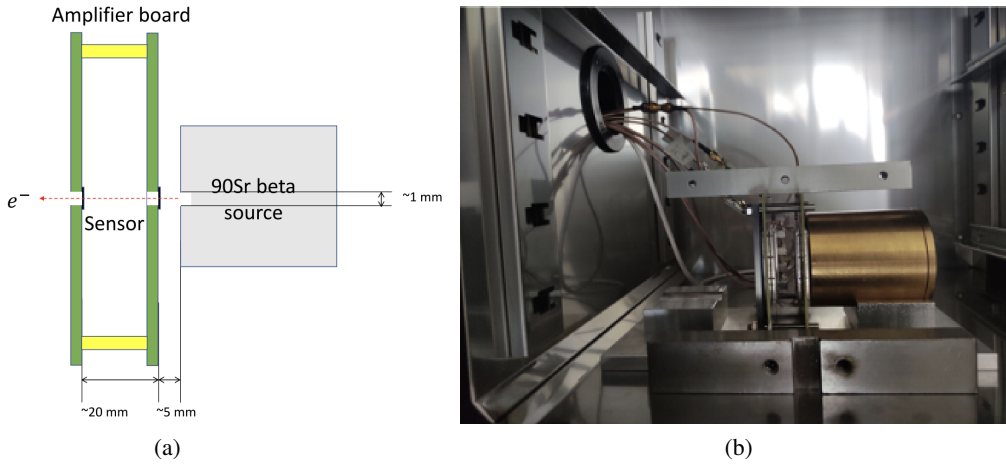 Amplifier board
90Sr beta
source
~1 mm
e⁻
Sensor
~20 mm
~5 mm
(a)
(b)